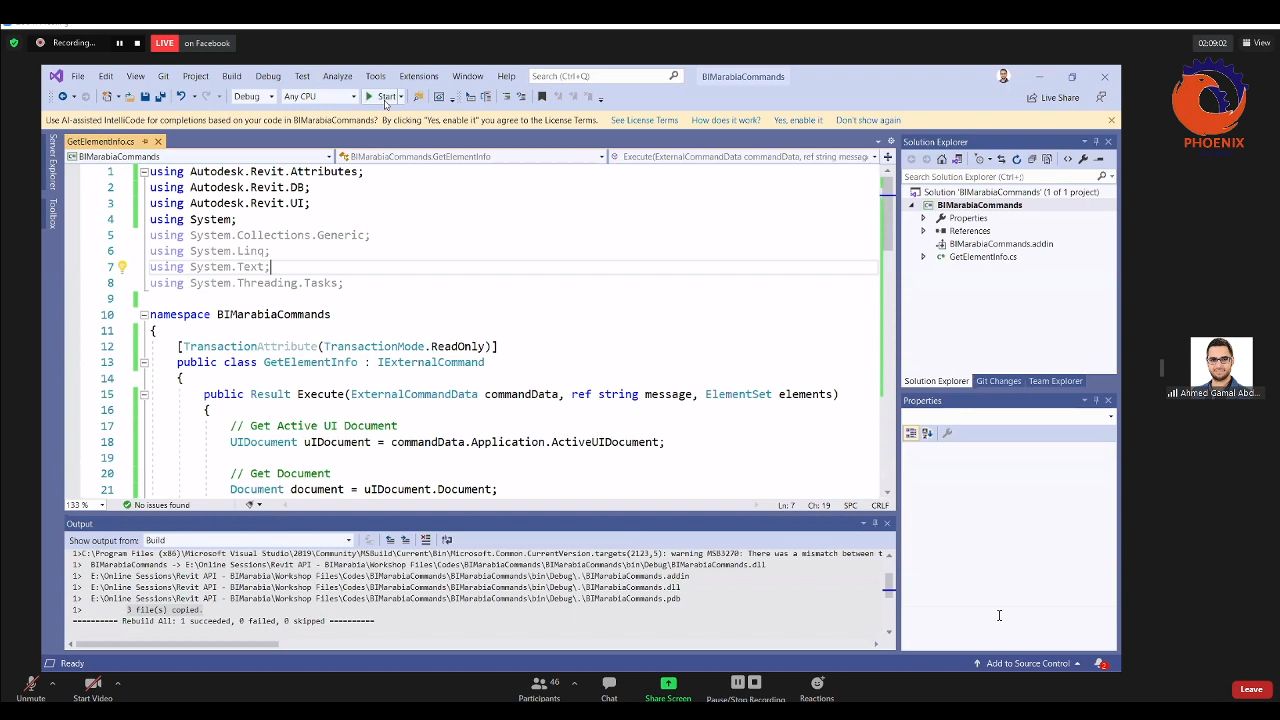 Recording...
LIVE
on Facebook
02:09:02
View
File Edit View Git Project Build Debug Test Analyze Tools Extensions Window Help
Search (Ctrl+Q)
BIMarabiaCommands
Debug
Any CPU
Start
Live Share
Use AI-assisted IntelliCode for completions based on your code in BIMarabiaCommands? By clicking "Yes, enable it" you agree to the License Terms.
See License Terms
How does it work?
Yes, enable it
Don't show again
PHOENIX
Server Explorer
Toolbox
GetElementInfo.cs
BIMarabiaCommands
BIMarabiaCommands.GetElementInfo
Execute(ExternalCommandData commandData, ref string messag
1 using Autodesk.Revit.Attributes;
2 using Autodesk.Revit.DB;
3 using Autodesk.Revit.UI;
4 using System;
5 using System.Collections.Generic;
6 using System.Linq;
7 using System.Text;
8 using System.Threading.Tasks;
9
10 namespace BIMarabiaCommands
11 {
12 [TransactionAttribute(TransactionMode.ReadOnly)]
13 public class GetElementInfo : IExternalCommand
14 {
15 public Result Execute(ExternalCommandData commandData, ref string message, ElementSet elements)
16 {
17 // Get Active UI Document
18 UIDocument uIDocument = commandData.Application.ActiveUIDocument;
19
20 // Get Document
21 Document document = uIDocument.Document;
133 %
No issues found
Ln: 7
Ch: 19
SPC
CRLF
Solution Explorer
Search Solution Explorer (Ctrl+;)
Solution 'BIMarabiaCommands' (1 of 1 project)
BIMarabiaCommands
Properties
References
BIMarabiaCommands.addin
GetElementInfo.cs
Solution Explorer
Git Changes
Team Explorer
Properties
Ahmed Gamal Abd...
Output
Show output from:
Build
1>C:\Program Files (x86)\Microsoft Visual Studio\2019\Community\MSBuild\Current\Bin\Microsoft.Common.CurrentVersion.targets(2123,5): warning MSB3270: There was a mismatch between t
1> BIMarabiaCommands -> E:\Online Sessions\Revit API - BIMarabia\Workshop Files\Codes\BIMarabiaCommands\bin\Debug\BIMarabiaCommands.dll
1> E:\Online Sessions\Revit API - BIMarabia\Workshop Files\Codes\BIMarabiaCommands\bin\Debug\.\BIMarabiaCommands.addin
1> E:\Online Sessions\Revit API - BIMarabia\Workshop Files\Codes\BIMarabiaCommands\bin\Debug\.\BIMarabiaCommands.dll
1> E:\Online Sessions\Revit API - BIMarabia\Workshop Files\Codes\BIMarabiaCommands\bin\Debug\.\BIMarabiaCommands.pdb
1> 3 file(s) copied.
========== Rebuild All: 1 succeeded, 0 failed, 0 skipped ==========
Ready
Add to Source Control
2
Unmute
Start Video
46
Participants
Chat
Share Screen
Pause/Stop Recording
Reactions
Leave